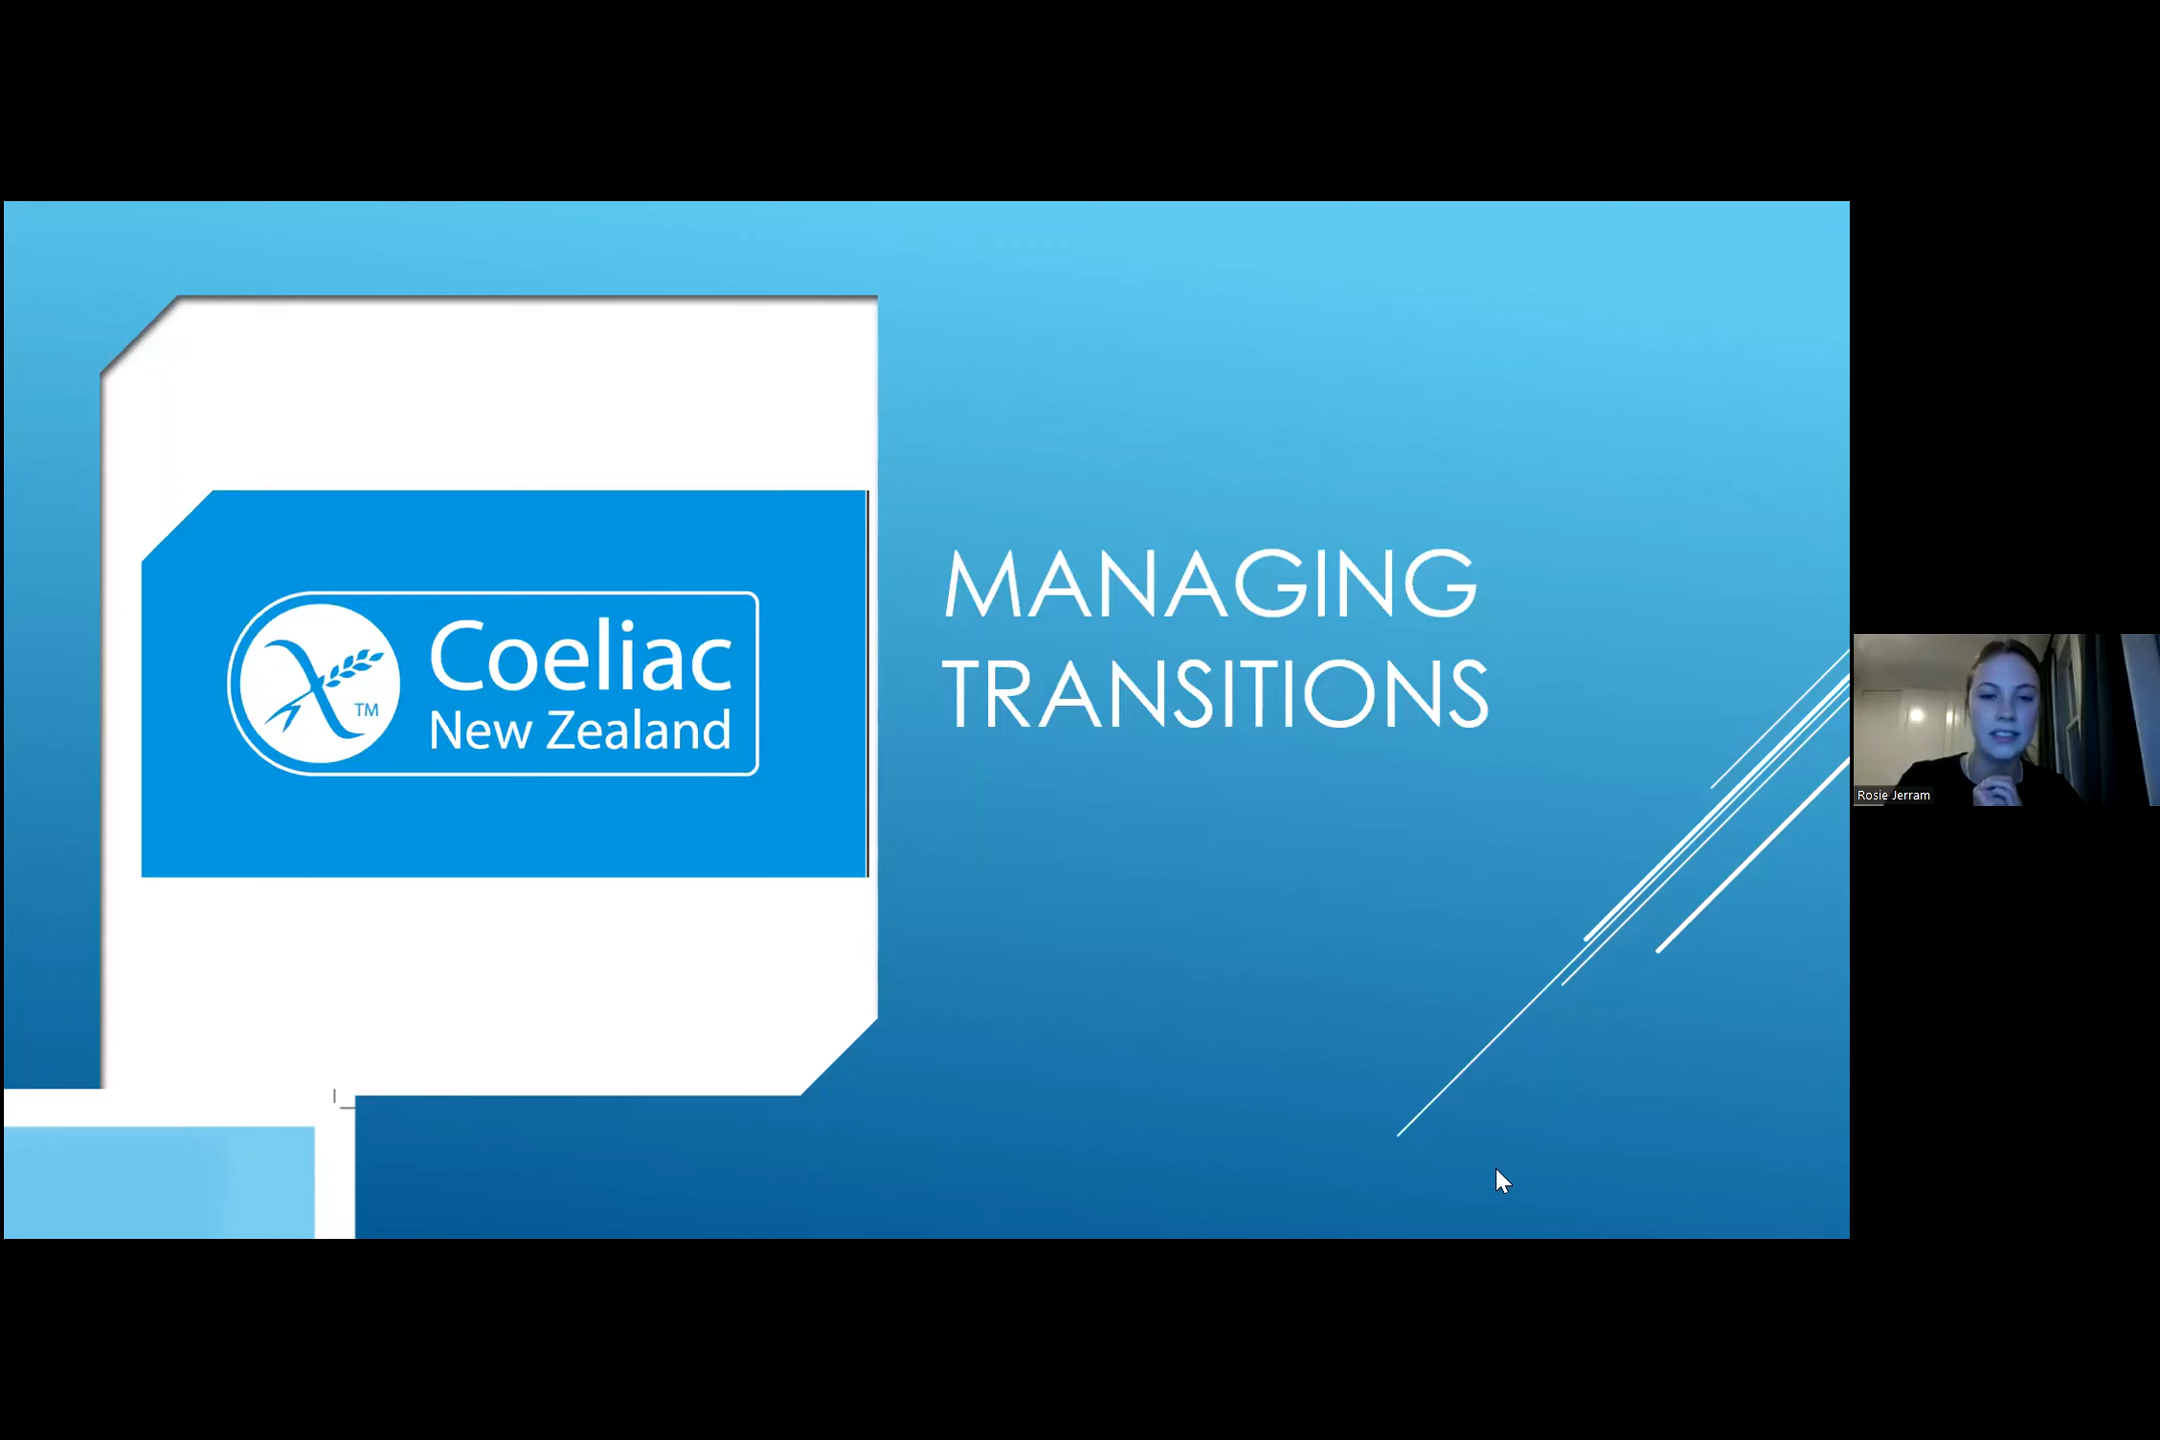 Coeliac
New Zealand
TM
MANAGING
TRANSITIONS
Rosie Jerram